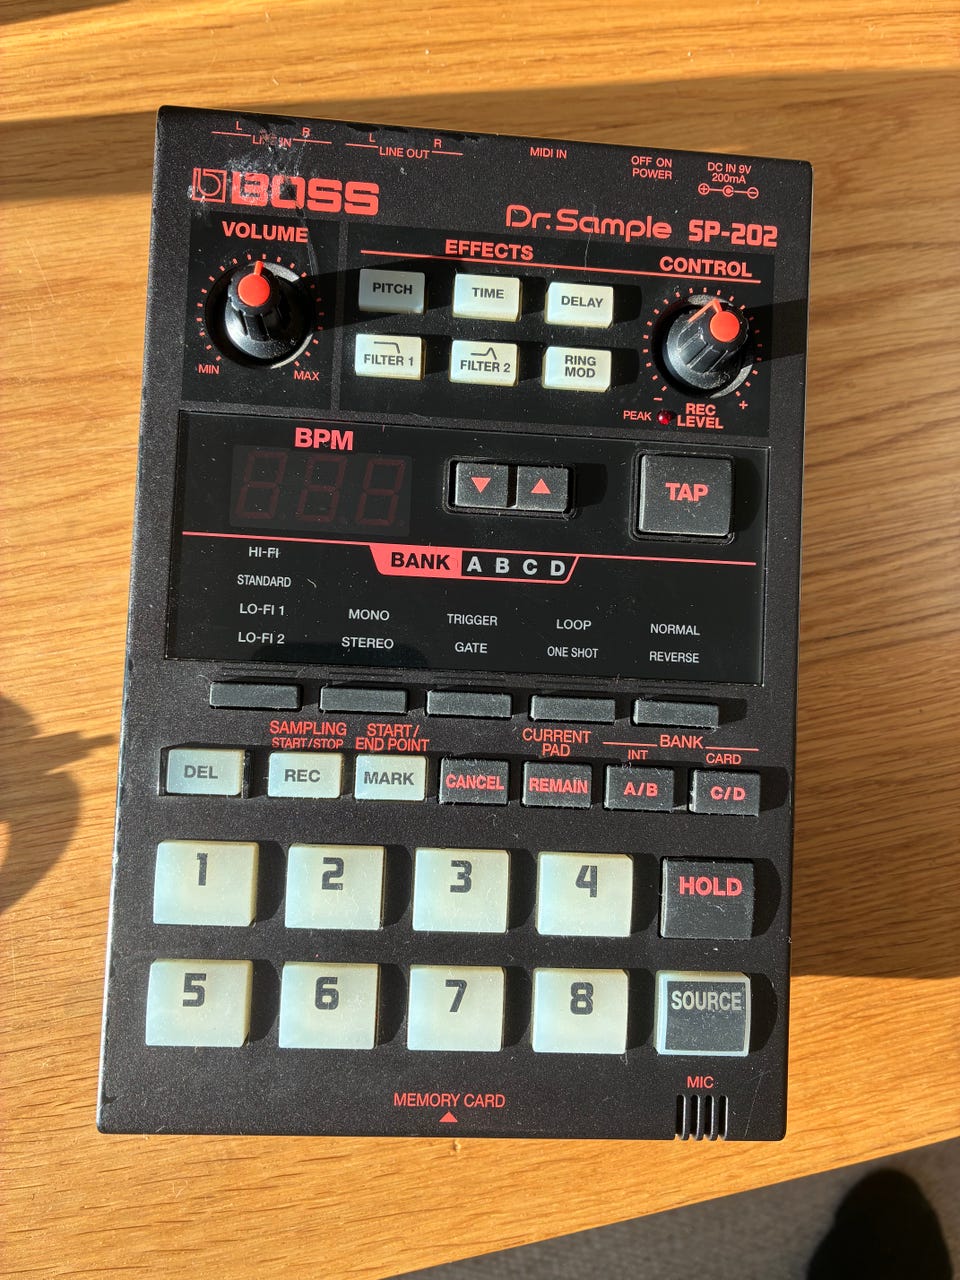 L R L R
LINE IN LINE OUT MIDI IN OFF ON DC IN 9V
POWER 200mA
BOSS
Dr. Sample SP-202
VOLUME
MIN MAX
EFFECTS
PITCH TIME DELAY
FILTER 1 FILTER 2 RING
MOD
CONTROL
- +
PEAK REC
LEVEL
BPM
▼ ▲ TAP
BANK A B C D
HI-FI
STANDARD
LO-FI 1 MONO TRIGGER LOOP NORMAL
LO-FI 2 STEREO GATE ONE SHOT REVERSE
SAMPLING START/ CURRENT BANK
START/STOP END POINT PAD INT CARD
DEL REC MARK CANCEL REMAIN A/B C/D
1 2 3 4 HOLD
5 6 7 8 SOURCE
MIC
MEMORY CARD
▲